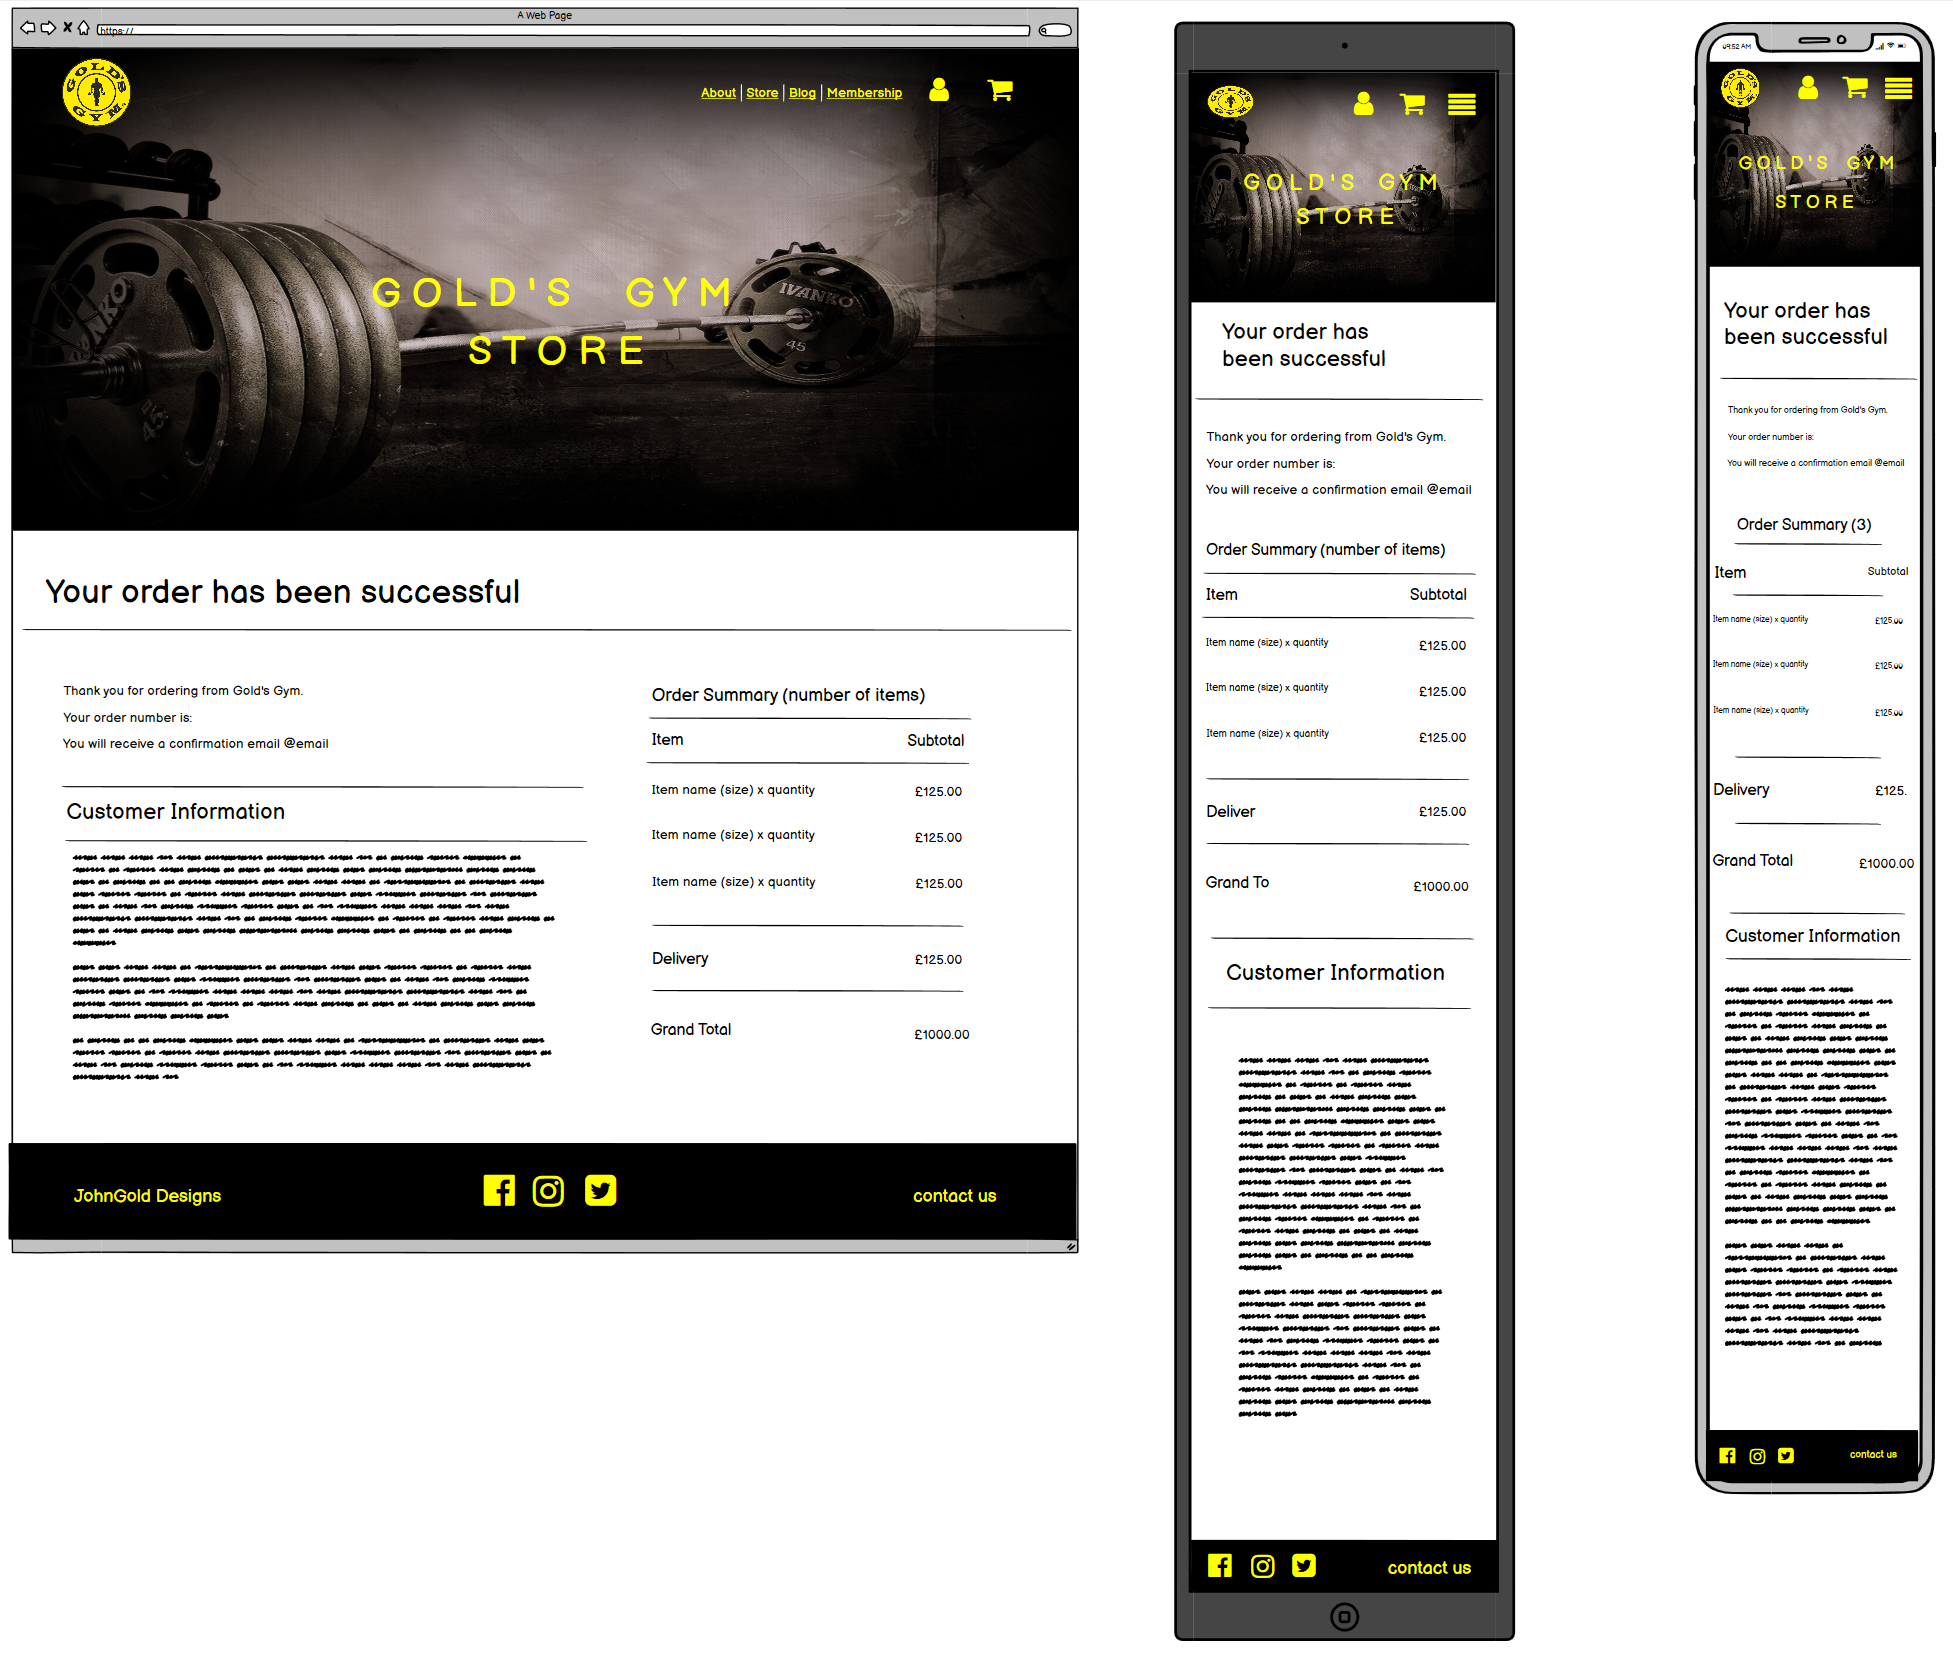 A Web Page
https://
GOLD'S GYM
About | Store | Blog | Membership
IVANKO
45
GOLD'S GYM
STORE
Your order has been successful
Thank you for ordering from Gold's Gym.
Your order number is:
You will receive a confirmation email @email
Customer Information
Order Summary (number of items)
Item Subtotal
Item name (size) x quantity £125.00
Item name (size) x quantity £125.00
Item name (size) x quantity £125.00
Delivery £125.00
Grand Total £1000.00
JohnGold Designs
contact us
GOLD'S GYM
STORE
Your order has
been successful
Thank you for ordering from Gold's Gym.
Your order number is:
You will receive a confirmation email @email
Order Summary (number of items)
Item Subtotal
Item name (size) x quantity £125.00
Item name (size) x quantity £125.00
Item name (size) x quantity £125.00
Deliver £125.00
Grand To £1000.00
Customer Information
contact us
09:52 AM
GOLD'S GYM
STORE
Your order has
been successful
Thank you for ordering from Gold's Gym.
Your order number is:
You will receive a confirmation email @email
Order Summary (3)
Item Subtotal
Item name (size) x quantity £125.00
Item name (size) x quantity £125.00
Item name (size) x quantity £125.00
Delivery £125.
Grand Total £1000.00
Customer Information
contact us